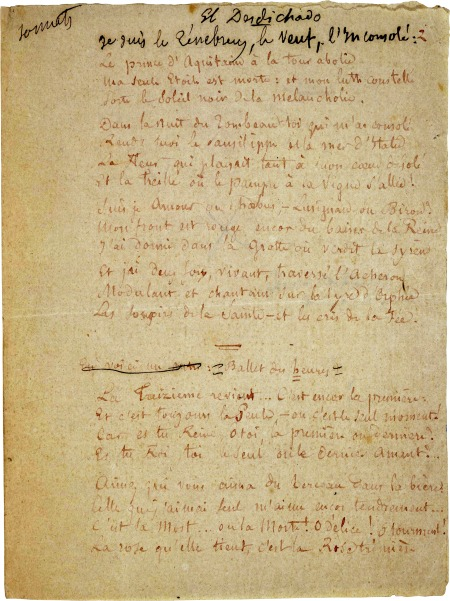 Sonnets
El Desdichado
Je suis le Ténébreux, le Veuf, l'Inconsolé:
Le prince d'Aquitaine à la tour abolie
Ma seule Etoile est morte: et mon luth constellé
Porte le Soleil noir de la Mélancholie.
Dans la nuit du Tombeau toi qui m'as consolé
Rends moi le Pausilippe et la mer d'Italie
La fleur qui plaisait tant à mon cœur désolé
Et la treille où le pampre à la vigne s'allie!
Suis je Amour ou Phœbus, – Lusignan ou Biron?
Mon front est rouge encor du baiser de la Reine
J'ai dormi dans la Grotte où verdit la syrène
Et j'ai deux fois, vivant, traversé l'Acheron,
Modulant et chantant sur la lyre d'Orphée
Les soupirs de la Sainte – et les cris de la Fée.
Ballet des heures =
La Treizième revient... C'est encor la première;
Et c'est toujours la seule, – ou c'est le seul moment:
Car es tu Reine ô toi, la première ou dernière?
Es tu Roi toi le seul ou le dernier Amant?...
Aimez qui vous aima du berceau dans la bière:
Celle que j'aimai seul m'aime encor tendrement...
C'est la Mort... ou la Morte! O délice! ô tourment!
La rose qu'elle tient, c'est la Rose trémière